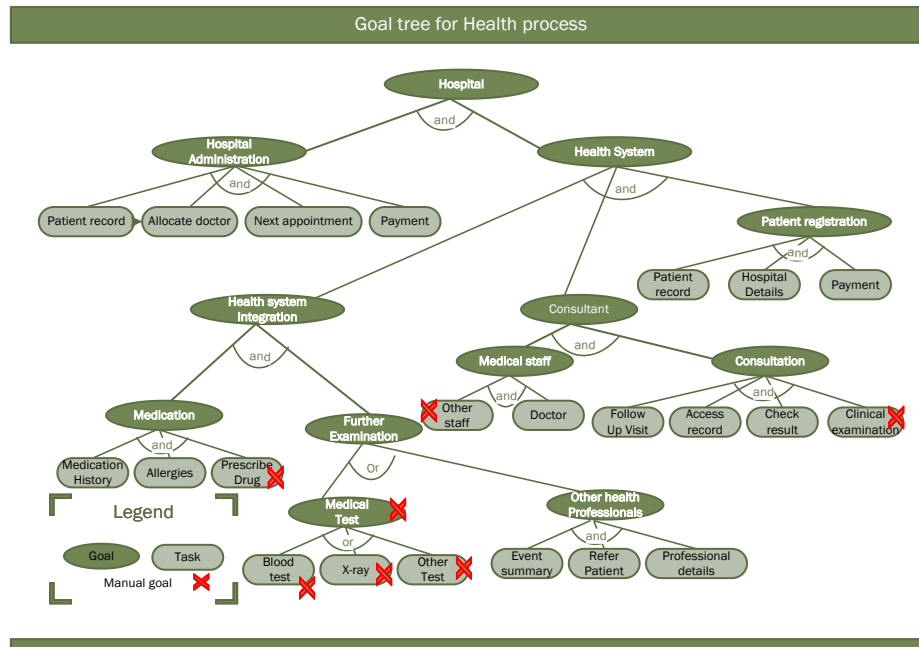 Goal tree for Health process
Hospital
and
Hospital
Administration
Health System
and
and
Patient record
Allocate doctor
Next appointment
Payment
Patient registration
and
Patient
record
Hospital
Details
Payment
Health system
Integration
Consultant
and
and
Medical staff
Consultation
and
and
Other
staff
Doctor
Follow
Up Visit
Access
record
Check
result
Clinical
examination
Medication
and
Further
Examination
Or
Medication
History
Allergies
Prescribe
Drug
Legend
Goal
Task
Manual goal
Medical
Test
or
Blood
test
X-ray
Other
Test
Other health
Professionals
and
Event
summary
Refer
Patient
Professional
details